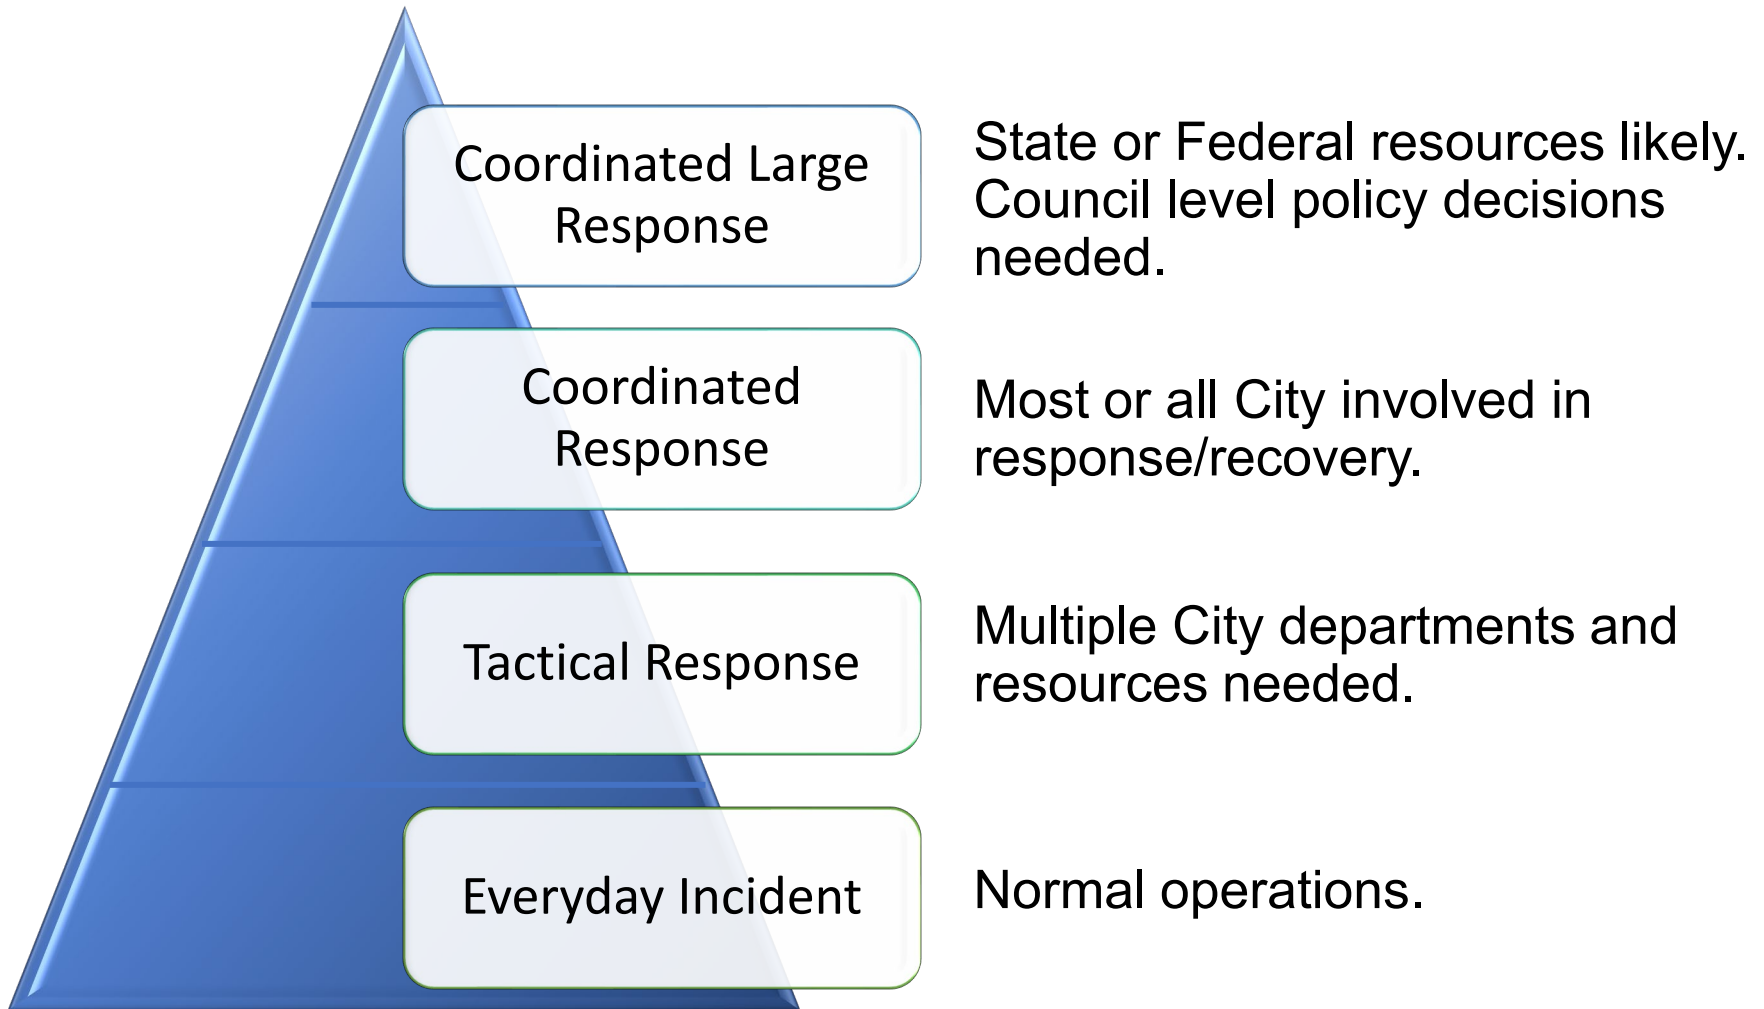 Coordinated Large
Response
State or Federal resources likely.
Council level policy decisions
needed.
Coordinated
Response
Most or all City involved in
response/recovery.
Tactical Response
Multiple City departments and
resources needed.
Everyday Incident
Normal operations.